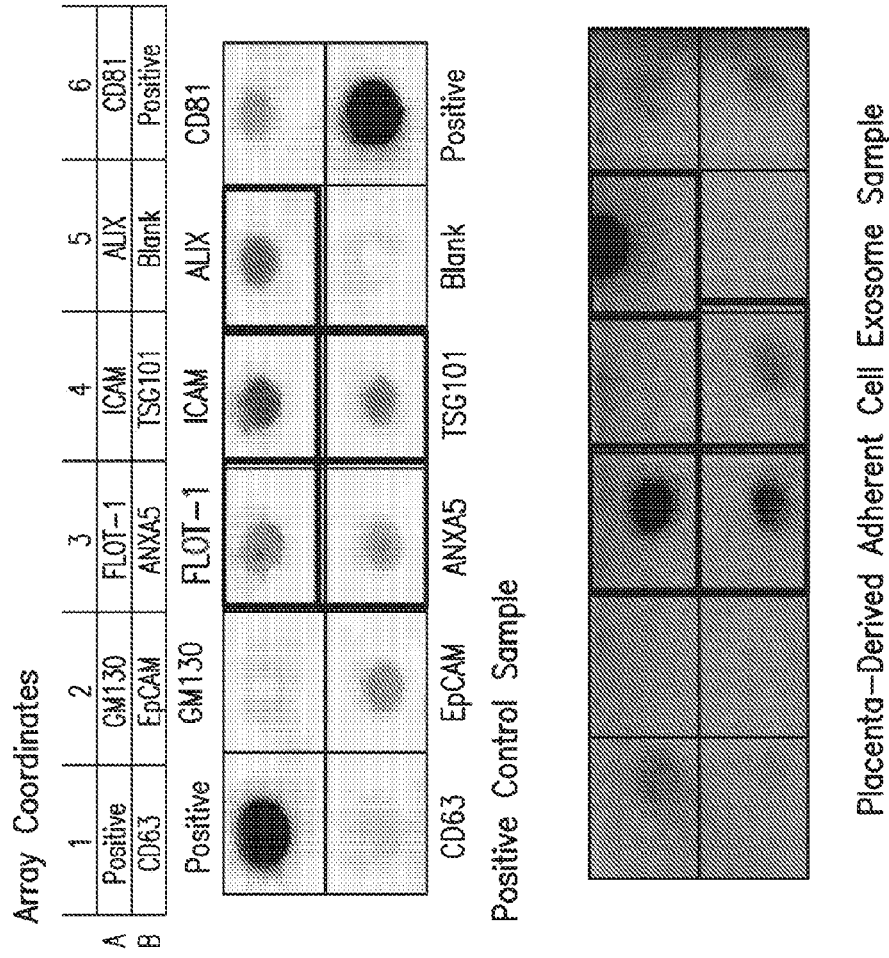 Array Coordinates
1 2 3 4 5 6
A Positive GM130 FLOT-1 ICAM ALIX CD81
B CD63 EpCAM ANXA5 TSG101 Blank Positive
Positive GM130 FLOT-1 ICAM ALIX CD81
CD63 EpCAM ANXA5 TSG101 Blank Positive
Positive Control Sample
Placenta-Derived Adherent Cell Exosome Sample